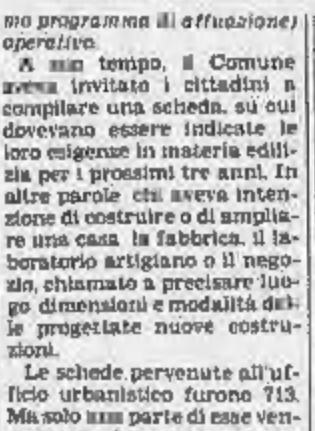 mo programma di attuazione)
operativo.
A suo tempo, il Comune
aveva invitato i cittadini a
compilare una scheda, su cui
dovevano essere indicate le
loro esigenze in materia edili-
zia per i prossimi tre anni. In
altre parole chi aveva inten-
zione di costruire o di amplia-
re una casa la fabbrica, il la-
boratorio artigiano o il nego-
zio, chiamato a precisare luo-
go dimensioni e modalità del-
le progettate nuove costru-
zioni.
Le schede pervenute all'uf-
ficio urbanistico furono 713.
Ma solo una parte di esse ven-